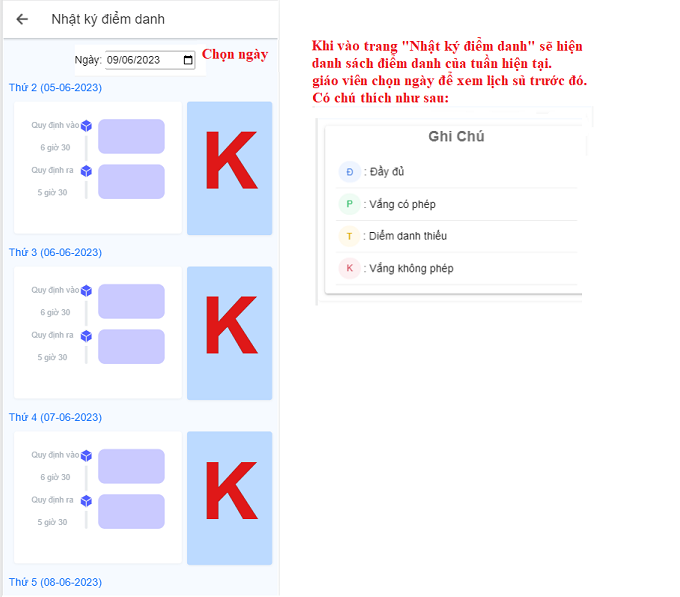 Nhật ký điểm danh
Ngày: 09/06/2023
Chọn ngày
Thứ 2 (05-06-2023)
Quy định vào
6 giờ 30
Quy định ra
5 giờ 30
K
Thứ 3 (06-06-2023)
Quy định vào
6 giờ 30
Quy định ra
5 giờ 30
K
Thứ 4 (07-06-2023)
Quy định vào
6 giờ 30
Quy định ra
5 giờ 30
K
Thứ 5 (08-06-2023)
Khi vào trang "Nhật ký điểm danh" sẽ hiện
danh sách điểm danh của tuần hiện tại.
giáo viên chọn ngày để xem lịch sủ trước đó.
Có chú thích như sau:
Ghi Chú
Đ : Đầy đủ
P : Vắng có phép
T : Điểm danh thiếu
K : Vắng không phép